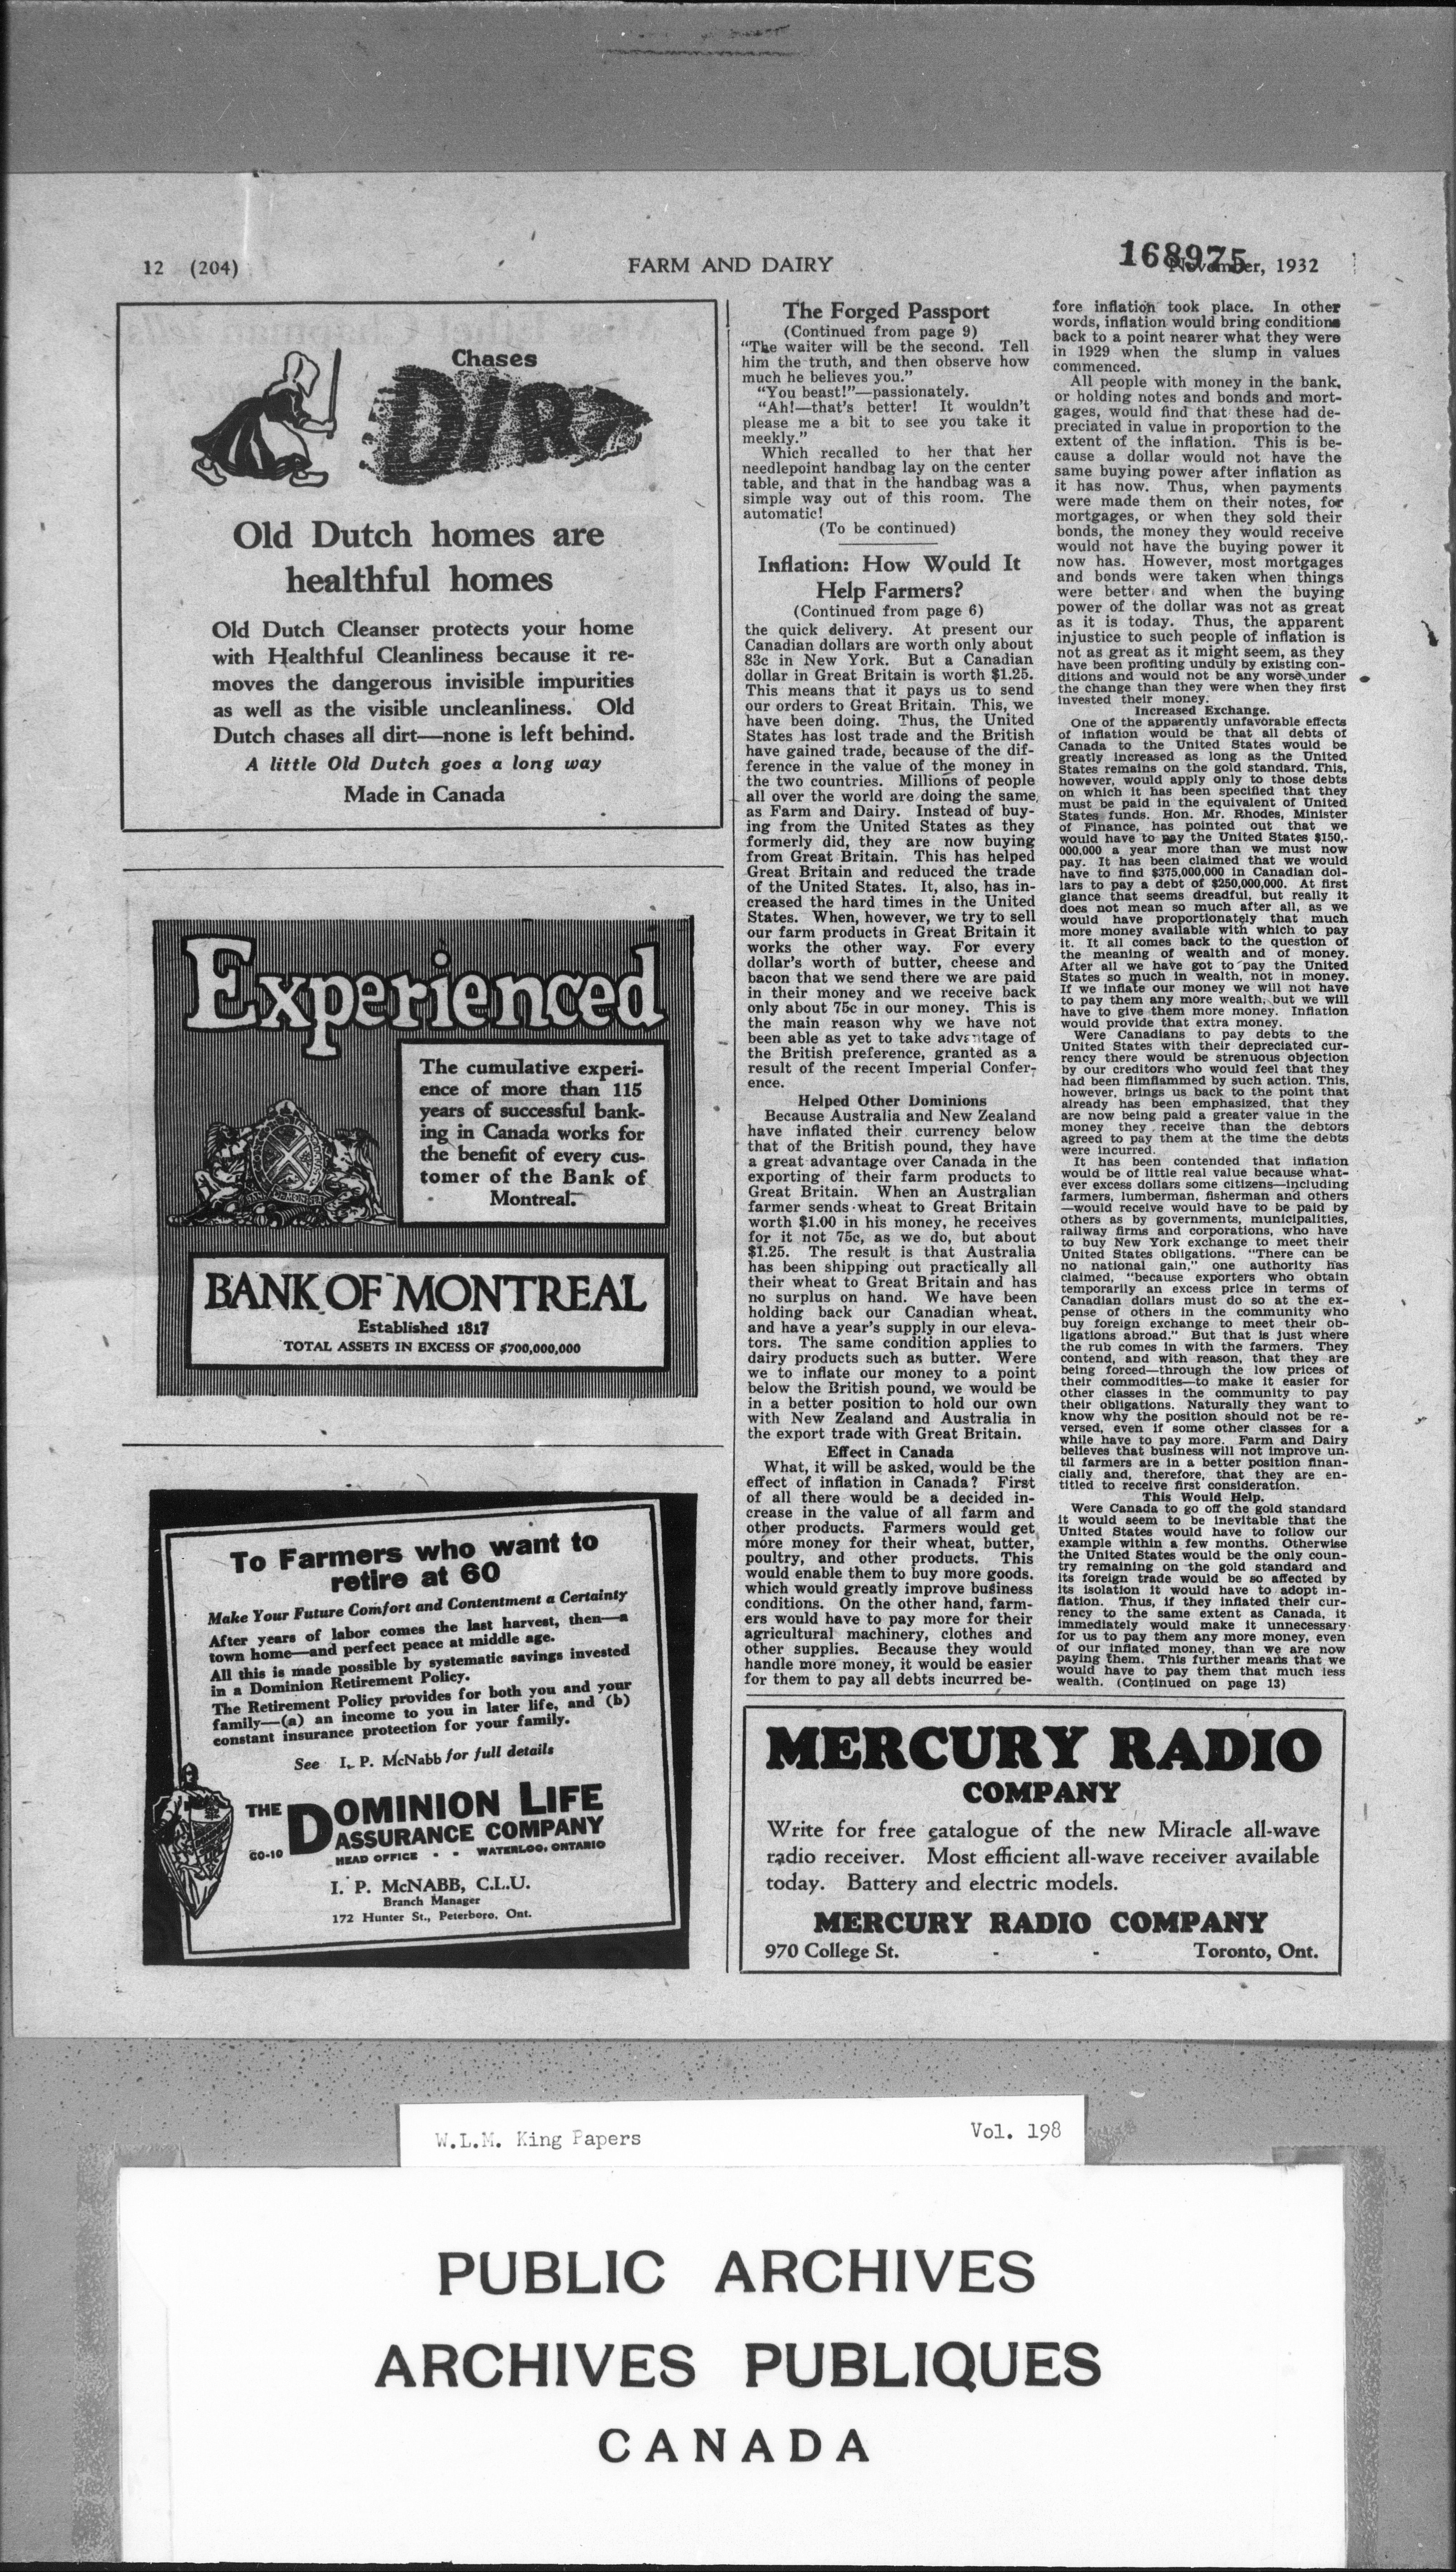 12 (204)
FARM AND DAIRY
168975
November, 1932
Chases
DIRT
Old Dutch homes are
healthful homes
Old Dutch Cleanser protects your home
with Healthful Cleanliness because it re-
moves the dangerous invisible impurities
as well as the visible uncleanliness. Old
Dutch chases all dirt—none is left behind.
A little Old Dutch goes a long way
Made in Canada
Experienced
The cumulative experi-
ence of more than 115
years of successful bank-
ing in Canada works for
the benefit of every cus-
tomer of the Bank of
Montreal.
BANK OF MONTREAL
Established 1817
TOTAL ASSETS IN EXCESS OF $700,000,000
To Farmers who want to
retire at 60
Make Your Future Comfort and Contentment a Certainty
After years of labor comes the last harvest, then—a
town home—and perfect peace at middle age.
All this is made possible by systematic savings invested
in a Dominion Retirement Policy.
The Retirement Policy provides for both you and your
family—(a) an income to you in later life, and (b)
constant insurance protection for your family.
See I. P. McNabb for full details
THE DOMINION LIFE
ASSURANCE COMPANY
GO-10
HEAD OFFICE - - WATERLOO, ONTARIO
I. P. McNABB, C.L.U.
Branch Manager
172 Hunter St., Peterboro, Ont.
The Forged Passport
(Continued from page 9)
"The waiter will be the second. Tell
him the truth, and then observe how
much he believes you."
"You beast!"—passionately.
"Ah!—that's better! It wouldn't
please me a bit to see you take it
meekly."
Which recalled to her that her
needlepoint handbag lay on the center
table, and that in the handbag was a
simple way out of this room. The
automatic!
(To be continued)
Inflation: How Would It
Help Farmers?
(Continued from page 6)
the quick delivery. At present our
Canadian dollars are worth only about
83c in New York. But a Canadian
dollar in Great Britain is worth $1.25.
This means that it pays us to send
our orders to Great Britain. This, we
have been doing. Thus, the United
States has lost trade and the British
have gained trade, because of the dif-
ference in the value of the money in
the two countries. Millions of people
all over the world are doing the same,
as Farm and Dairy. Instead of buy-
ing from the United States as they
formerly did, they are now buying
from Great Britain. This has helped
Great Britain and reduced the trade
of the United States. It, also, has in-
creased the hard times in the United
States. When, however, we try to sell
our farm products in Great Britain it
works the other way. For every
dollar's worth of butter, cheese and
bacon that we send there we are paid
in their money and we receive back
only about 75c in our money. This is
the main reason why we have not
been able as yet to take advantage of
the British preference, granted as a
result of the recent Imperial Confer-
ence.
Helped Other Dominions
Because Australia and New Zealand
have inflated their currency below
that of the British pound, they have
a great advantage over Canada in the
exporting of their farm products to
Great Britain. When an Australian
farmer sends wheat to Great Britain
worth $1.00 in his money, he receives
for it not 75c, as we do, but about
$1.25. The result is that Australia
has been shipping out practically all
their wheat to Great Britain and has
no surplus on hand. We have been
holding back our Canadian wheat,
and have a year's supply in our eleva-
tors. The same condition applies to
dairy products such as butter. Were
we to inflate our money to a point
below the British pound, we would be
in a better position to hold our own
with New Zealand and Australia in
the export trade with Great Britain.
Effect in Canada
What, it will be asked, would be the
effect of inflation in Canada? First
of all there would be a decided in-
crease in the value of all farm and
other products. Farmers would get
more money for their wheat, butter,
poultry, and other products. This
would enable them to buy more goods.
which would greatly improve business
conditions. On the other hand, farm-
ers would have to pay more for their
agricultural machinery, clothes and
other supplies. Because they would
handle more money, it would be easier
for them to pay all debts incurred be-
fore inflation took place. In other
words, inflation would bring conditions
back to a point nearer what they were
in 1929 when the slump in values
commenced.
All people with money in the bank,
or holding notes and bonds and mort-
gages, would find that these had de-
preciated in value in proportion to the
extent of the inflation. This is be-
cause a dollar would not have the
same buying power after inflation as
it has now. Thus, when payments
were made them on their notes, for
mortgages, or when they sold their
bonds, the money they would receive
would not have the buying power it
now has. However, most mortgages
and bonds were taken when things
were better and when the buying
power of the dollar was not as great
as it is today. Thus, the apparent
injustice to such people of inflation is
not as great as it might seem, as they
have been profiting unduly by existing con-
ditions and would not be any worse under
the change than they were when they first
invested their money.
Increased Exchange.
One of the apparently unfavorable effects
of inflation would be that all debts of
Canada to the United States would be
greatly increased as long as the United
States remains on the gold standard. This,
however, would apply only to those debts
on which it has been specified that they
must be paid in the equivalent of United
States funds. Hon. Mr. Rhodes, Minister
of Finance, has pointed out that we
would have to pay the United States $150,-
000,000 a year more than we must now
pay. It has been claimed that we would
have to find $375,000,000 in Canadian dol-
lars to pay a debt of $250,000,000. At first
glance that seems dreadful, but really it
does not mean so much after all, as we
would have proportionately that much
more money available with which to pay
it. It all comes back to the question of
the meaning of wealth and of money.
After all we have got to pay the United
States so much in wealth, not in money.
If we inflate our money we will not have
to pay them any more wealth, but we will
have to give them more money. Inflation
would provide that extra money.
Were Canadians to pay debts to the
United States with their depreciated cur-
rency there would be strenuous objection
by our creditors who would feel that they
had been flimflammed by such action. This,
however, brings us back to the point that
already has been emphasized, that they
are now being paid a greater value in the
money they receive than the debtors
agreed to pay them at the time the debts
were incurred.
It has been contended that inflation
would be of little real value because what-
ever excess dollars some citizens—including
farmers, lumberman, fisherman and others
—would receive would have to be paid by
others as by governments, municipalities,
railway firms and corporations, who have
to buy New York exchange to meet their
United States obligations. "There can be
no national gain," one authority has
claimed, "because exporters who obtain
temporarily an excess price in terms of
Canadian dollars must do so at the ex-
pense of others in the community who
buy foreign exchange to meet their ob-
ligations abroad." But that is just where
the rub comes in with the farmers. They
contend, and with reason, that they are
being forced—through the low prices of
their commodities—to make it easier for
other classes in the community to pay
their obligations. Naturally they want to
know why the position should not be re-
versed, even if some other classes for a
while have to pay more. Farm and Dairy
believes that business will not improve un-
til farmers are in a better position finan-
cially and, therefore, that they are en-
titled to receive first consideration.
This Would Help.
Were Canada to go off the gold standard
it would seem to be inevitable that the
United States would have to follow our
example within a few months. Otherwise
the United States would be the only coun-
try remaining on the gold standard and
its foreign trade would be so affected by
its isolation it would have to adopt in-
flation. Thus, if they inflated their cur-
rency to the same extent as Canada, it
immediately would make it unnecessary
for us to pay them any more money, even
of our inflated money, than we are now
paying them. This further means that we
would have to pay them that much less
wealth. (Continued on page 13)
MERCURY RADIO
COMPANY
Write for free catalogue of the new Miracle all-wave
radio receiver. Most efficient all-wave receiver available
today. Battery and electric models.
MERCURY RADIO COMPANY
970 College St. - - Toronto, Ont.
W.L.M. King Papers
Vol. 198
PUBLIC ARCHIVES
ARCHIVES PUBLIQUES
CANADA